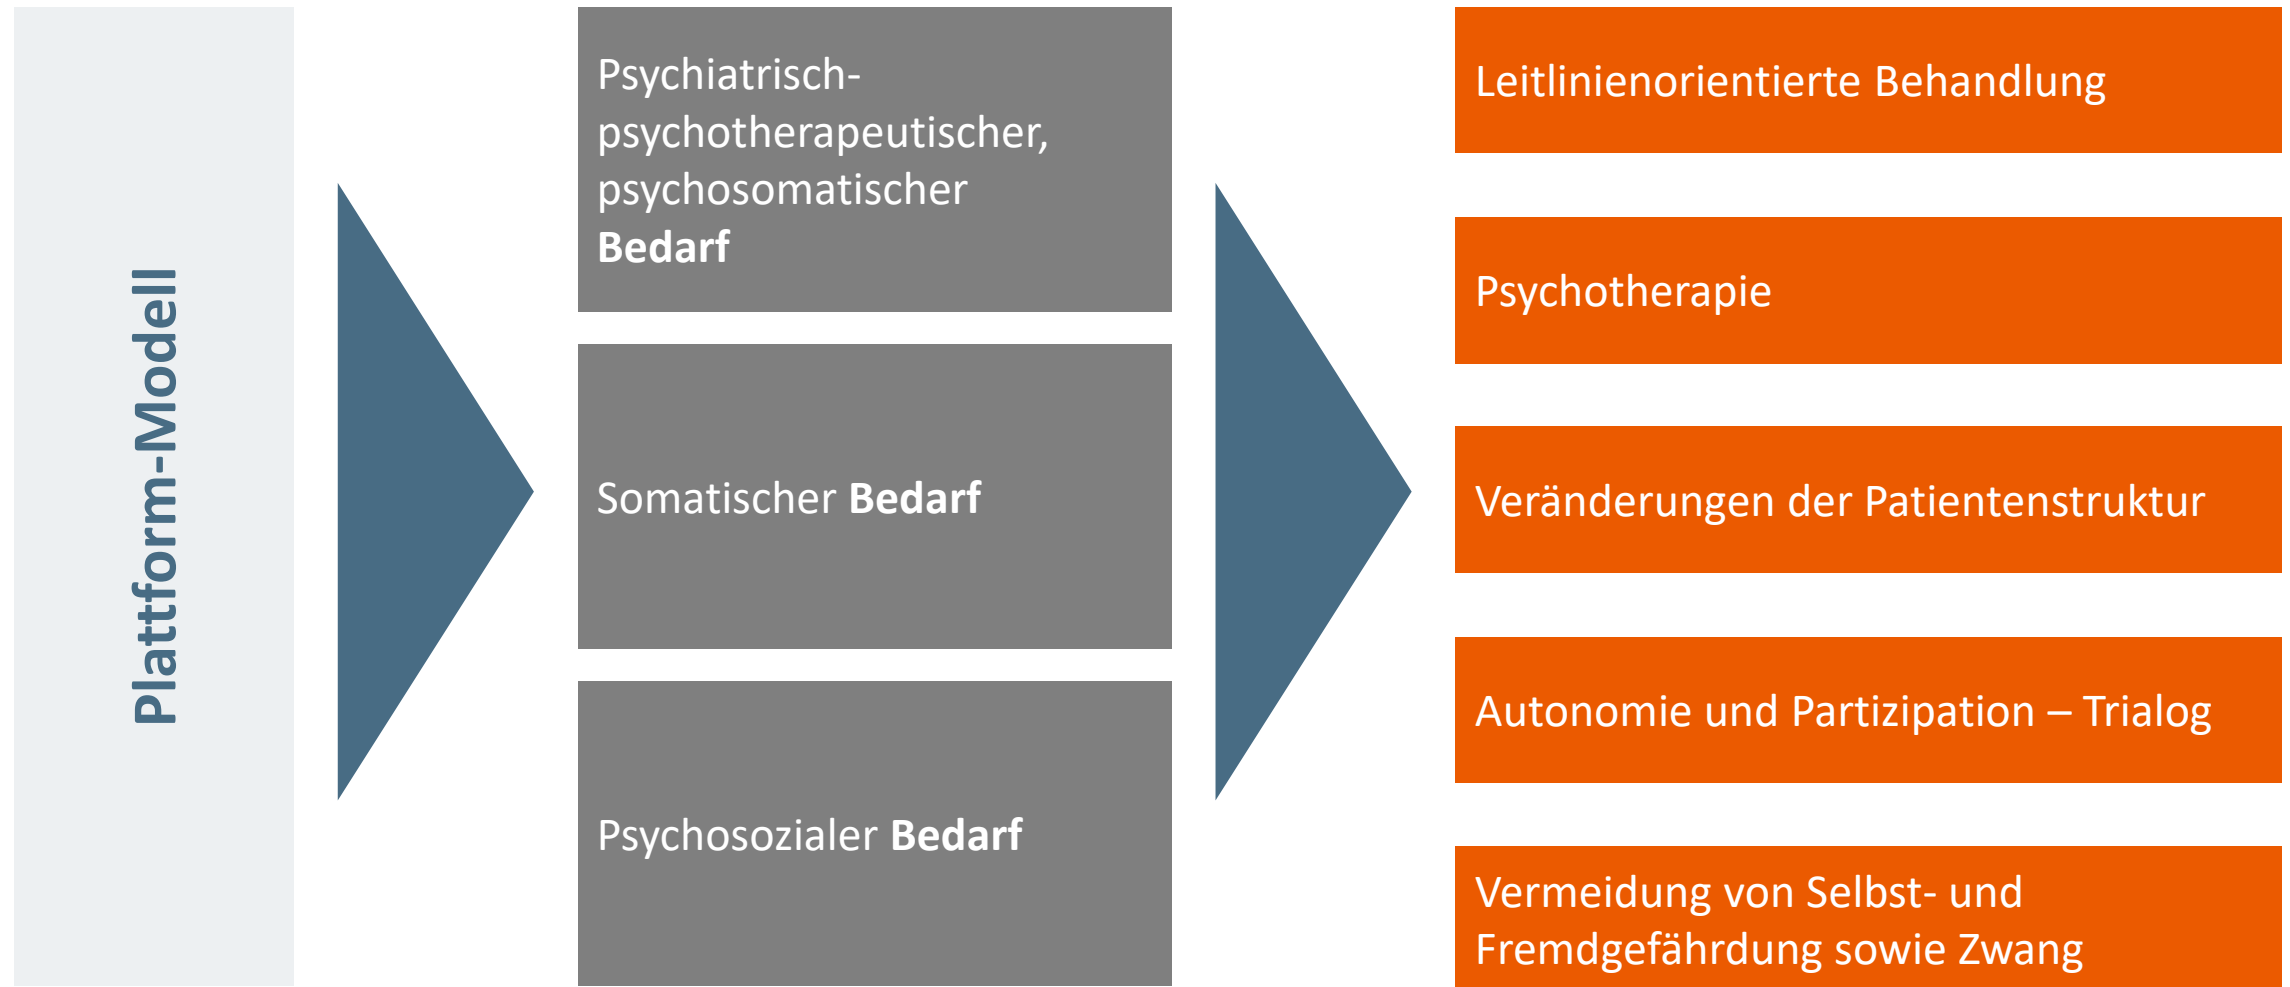 Plattform-Modell
Psychiatrisch-
psychotherapeutischer,
psychosomatischer
Bedarf
Somatischer Bedarf
Psychosozialer Bedarf
Leitlinienorientierte Behandlung
Psychotherapie
Veränderungen der Patientenstruktur
Autonomie und Partizipation – Trialog
Vermeidung von Selbst- und
Fremdgefährdung sowie Zwang